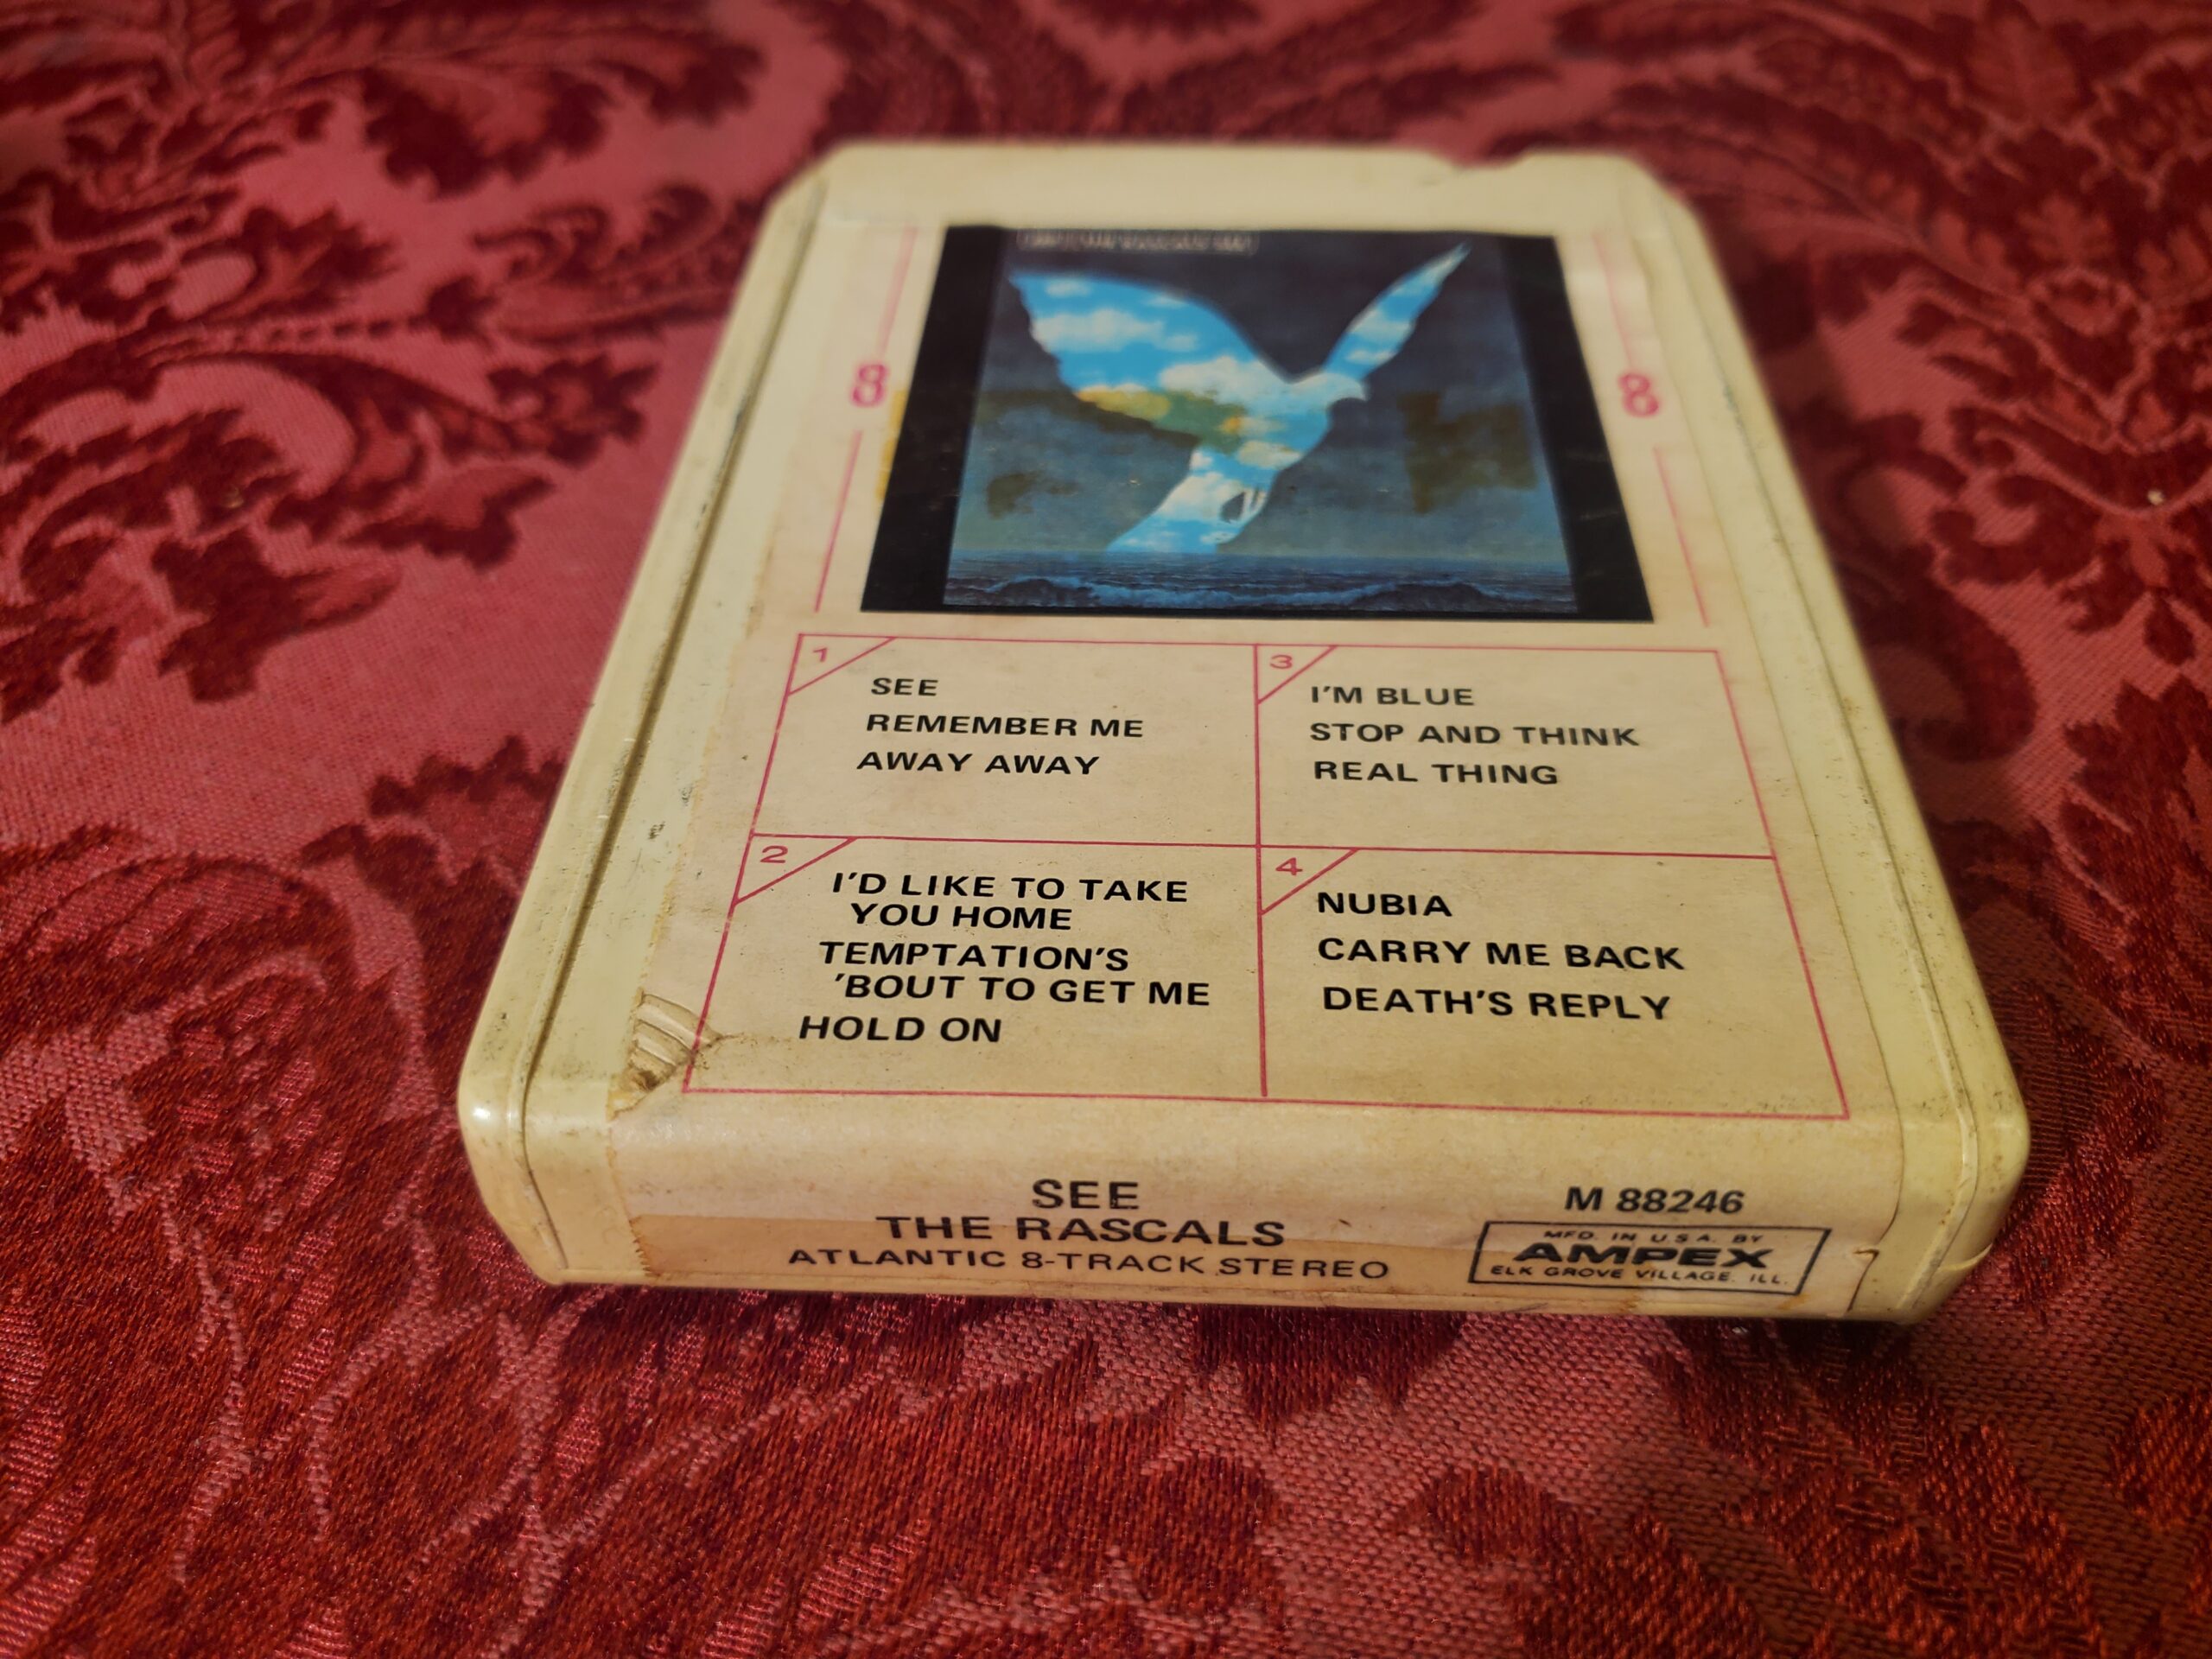 8
8
1
SEE
REMEMBER ME
AWAY AWAY
2
I'D LIKE TO TAKE
YOU HOME
TEMPTATION'S
'BOUT TO GET ME
HOLD ON
3
I'M BLUE
STOP AND THINK
REAL THING
4
NUBIA
CARRY ME BACK
DEATH'S REPLY
SEE
THE RASCALS
ATLANTIC 8-TRACK STEREO
M 88246
MFD. IN U.S.A. BY
AMPEX
ELK GROVE VILLAGE, ILL.